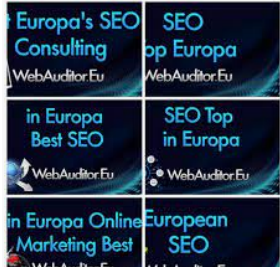 Europa's SEO
Consulting
WebAuditor.Eu
SEO
op Europa
WebAuditor.Eu
in Europa
Best SEO
WebAuditor.Eu
SEO Top
in Europa
WebAuditor.Eu
in Europa Online
Marketing Best
European
SEO